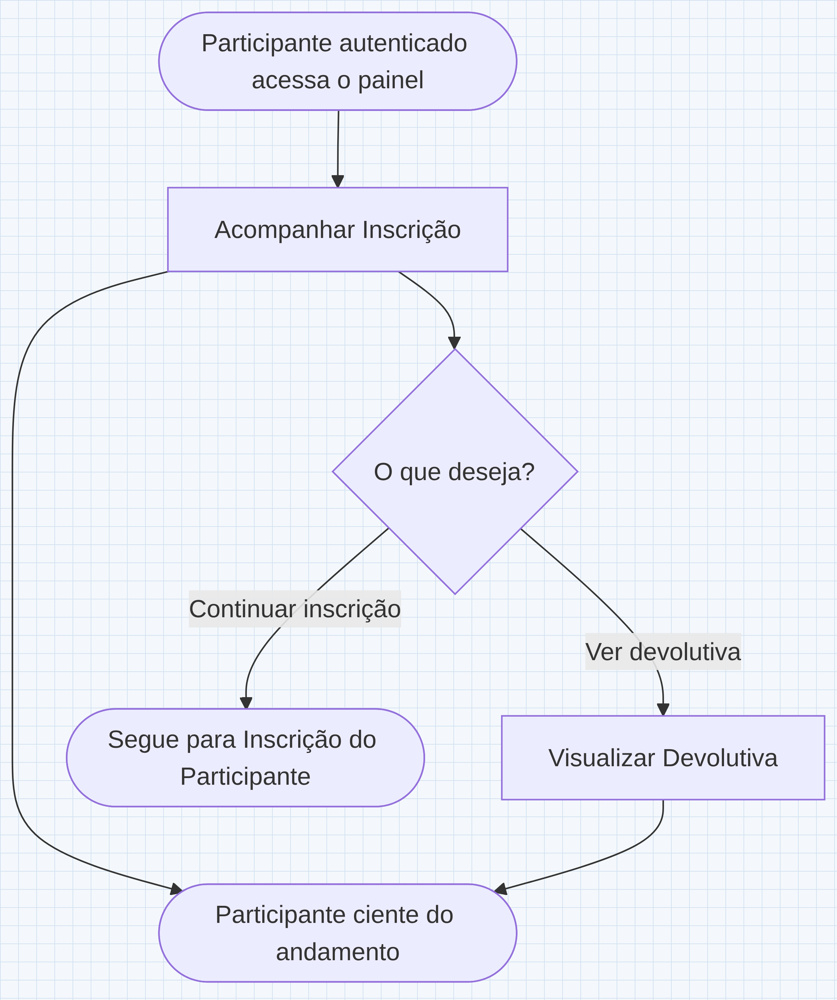 Participante autenticado
acessa o painel
Acompanhar Inscrição
O que deseja?
Continuar inscrição
Ver devolutiva
Segue para Inscrição do
Participante
Visualizar Devolutiva
Participante ciente do
andamento